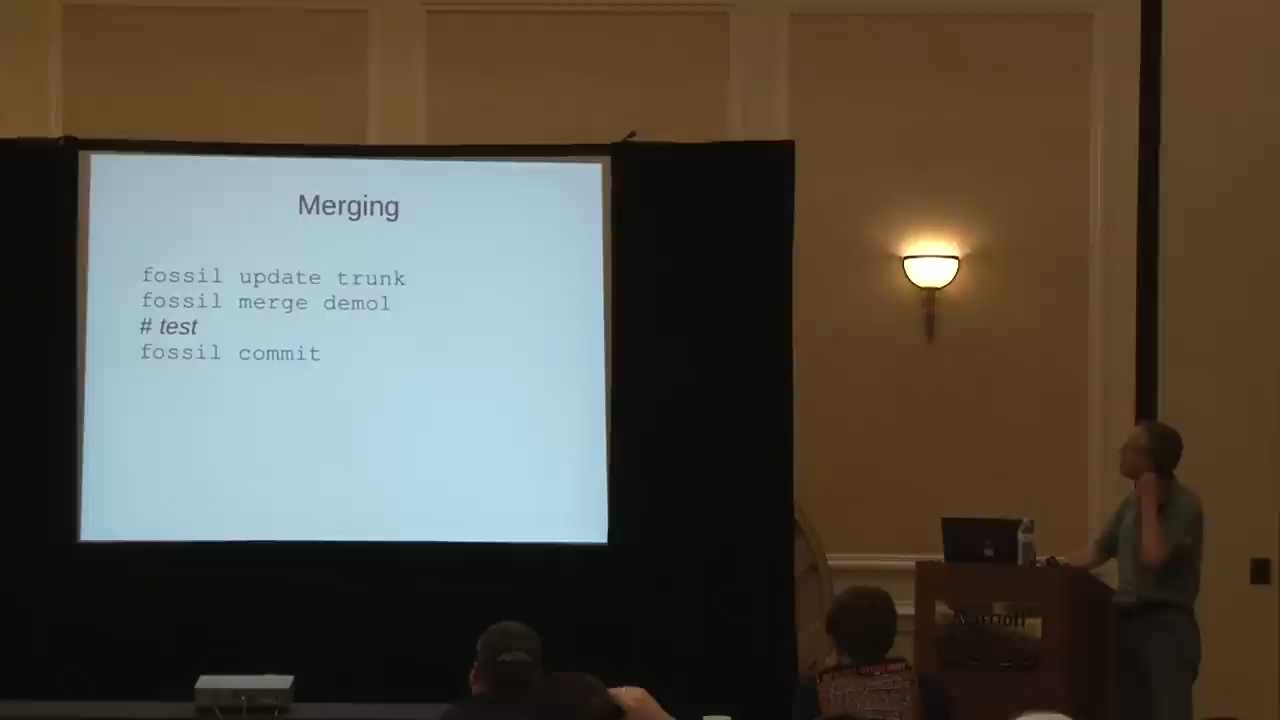 Merging
fossil update trunk
fossil merge demo1
# test
fossil commit